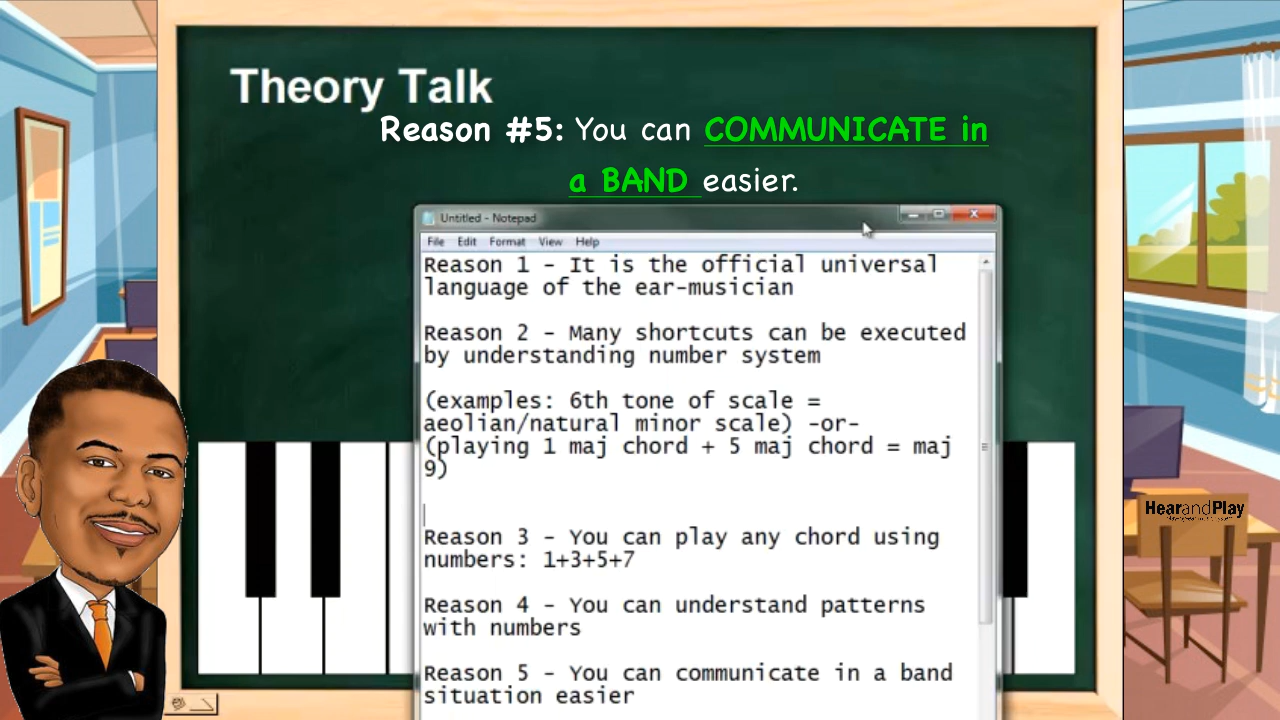 Theory Talk
Reason #5: You can COMMUNICATE in
a BAND easier.
Untitled - Notepad
File Edit Format View Help
Reason 1 - It is the official universal
language of the ear-musician
Reason 2 - Many shortcuts can be executed
by understanding number system
(examples: 6th tone of scale =
aeolian/natural minor scale) -or-
(playing 1 maj chord + 5 maj chord = maj
9)
Reason 3 - You can play any chord using
numbers: 1+3+5+7
Reason 4 - You can understand patterns
with numbers
Reason 5 - You can communicate in a band
situation easier
HearandPlay